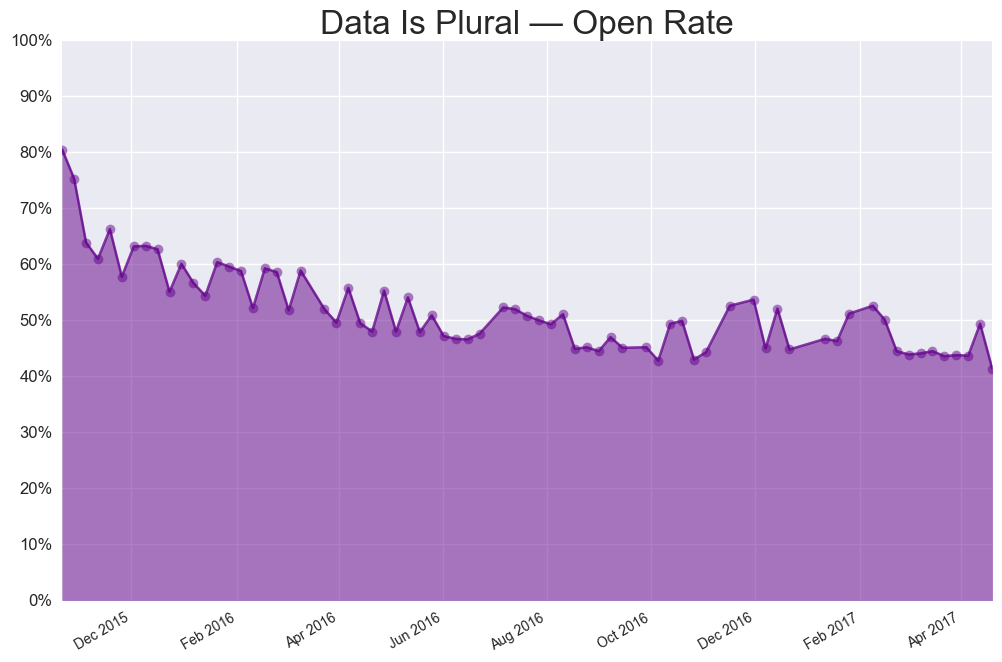 Data Is Plural — Open Rate
100%
90%
80%
70%
60%
50%
40%
30%
20%
10%
0%
Dec 2015
Feb 2016
Apr 2016
Jun 2016
Aug 2016
Oct 2016
Dec 2016
Feb 2017
Apr 2017